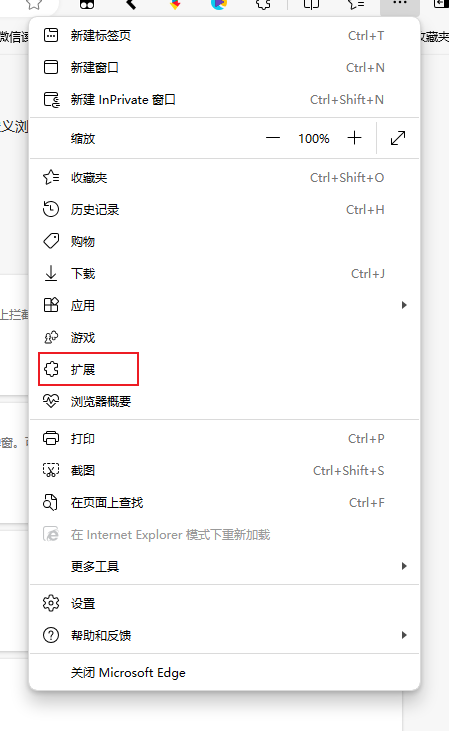 新建标签页 Ctrl+T
新建窗口 Ctrl+N
新建 InPrivate 窗口 Ctrl+Shift+N
缩放 — 100% +
收藏夹 Ctrl+Shift+O
历史记录 Ctrl+H
购物
下载 Ctrl+J
应用
游戏
扩展
浏览器概要
打印 Ctrl+P
截图 Ctrl+Shift+S
在页面上查找 Ctrl+F
在 Internet Explorer 模式下重新加载
更多工具
设置
帮助和反馈
关闭 Microsoft Edge
微信读
收藏夹
义浏
上拦截
窗。